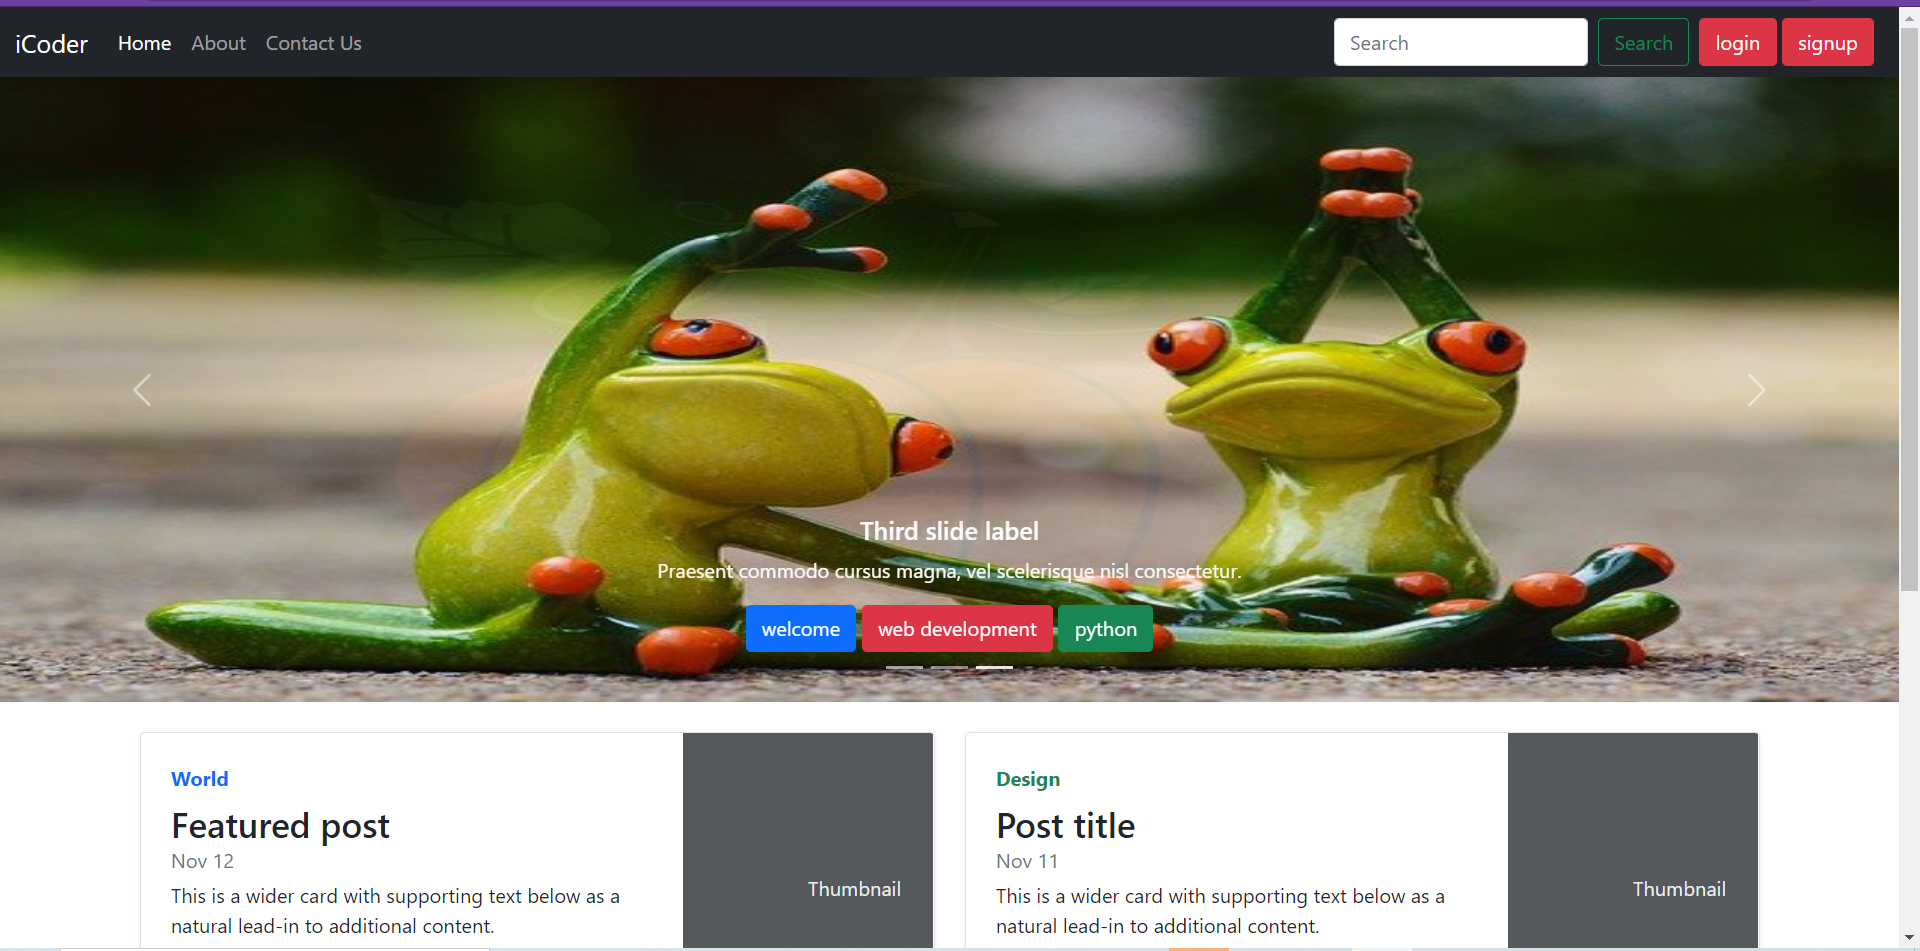 iCoder Home About Contact Us Search Search login signup
Third slide label
Praesent commodo cursus magna, vel scelerisque nisl consectetur.
welcome web development python
World
Featured post
Nov 12
This is a wider card with supporting text below as a
natural lead-in to additional content.
Thumbnail
Design
Post title
Nov 11
This is a wider card with supporting text below as a
natural lead-in to additional content.
Thumbnail